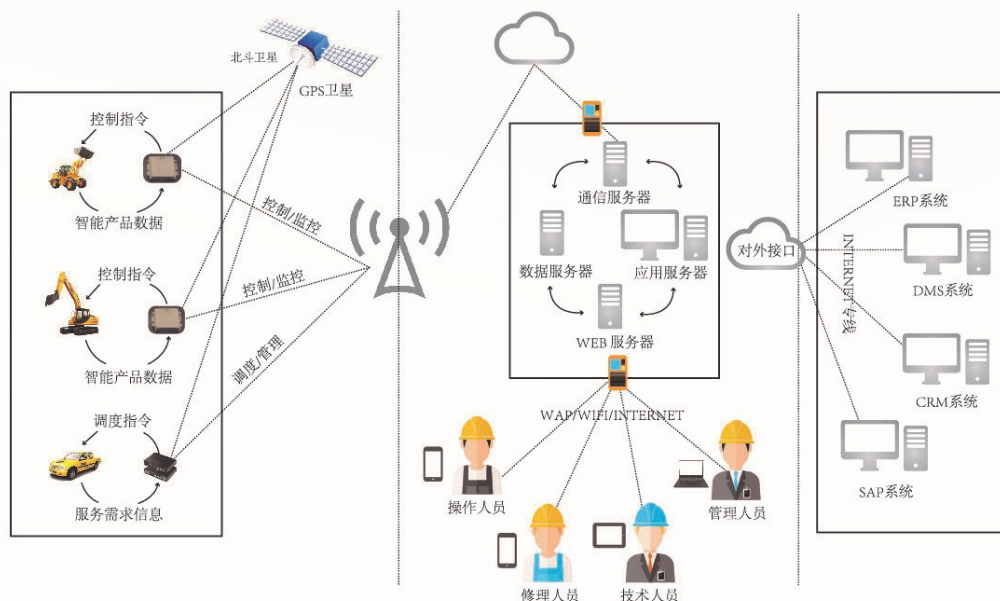 北斗卫星
GPS卫星
控制指令
智能产品数据
控制/监控
控制指令
智能产品数据
控制/监控
调度指令
服务需求信息
调度/管理
通信服务器
数据服务器
应用服务器
WEB 服务器
WAP/WIFI/INTERNET
操作人员
修理人员
技术人员
管理人员
对外接口
INTERNET专线
ERP系统
DMS系统
CRM系统
SAP系统